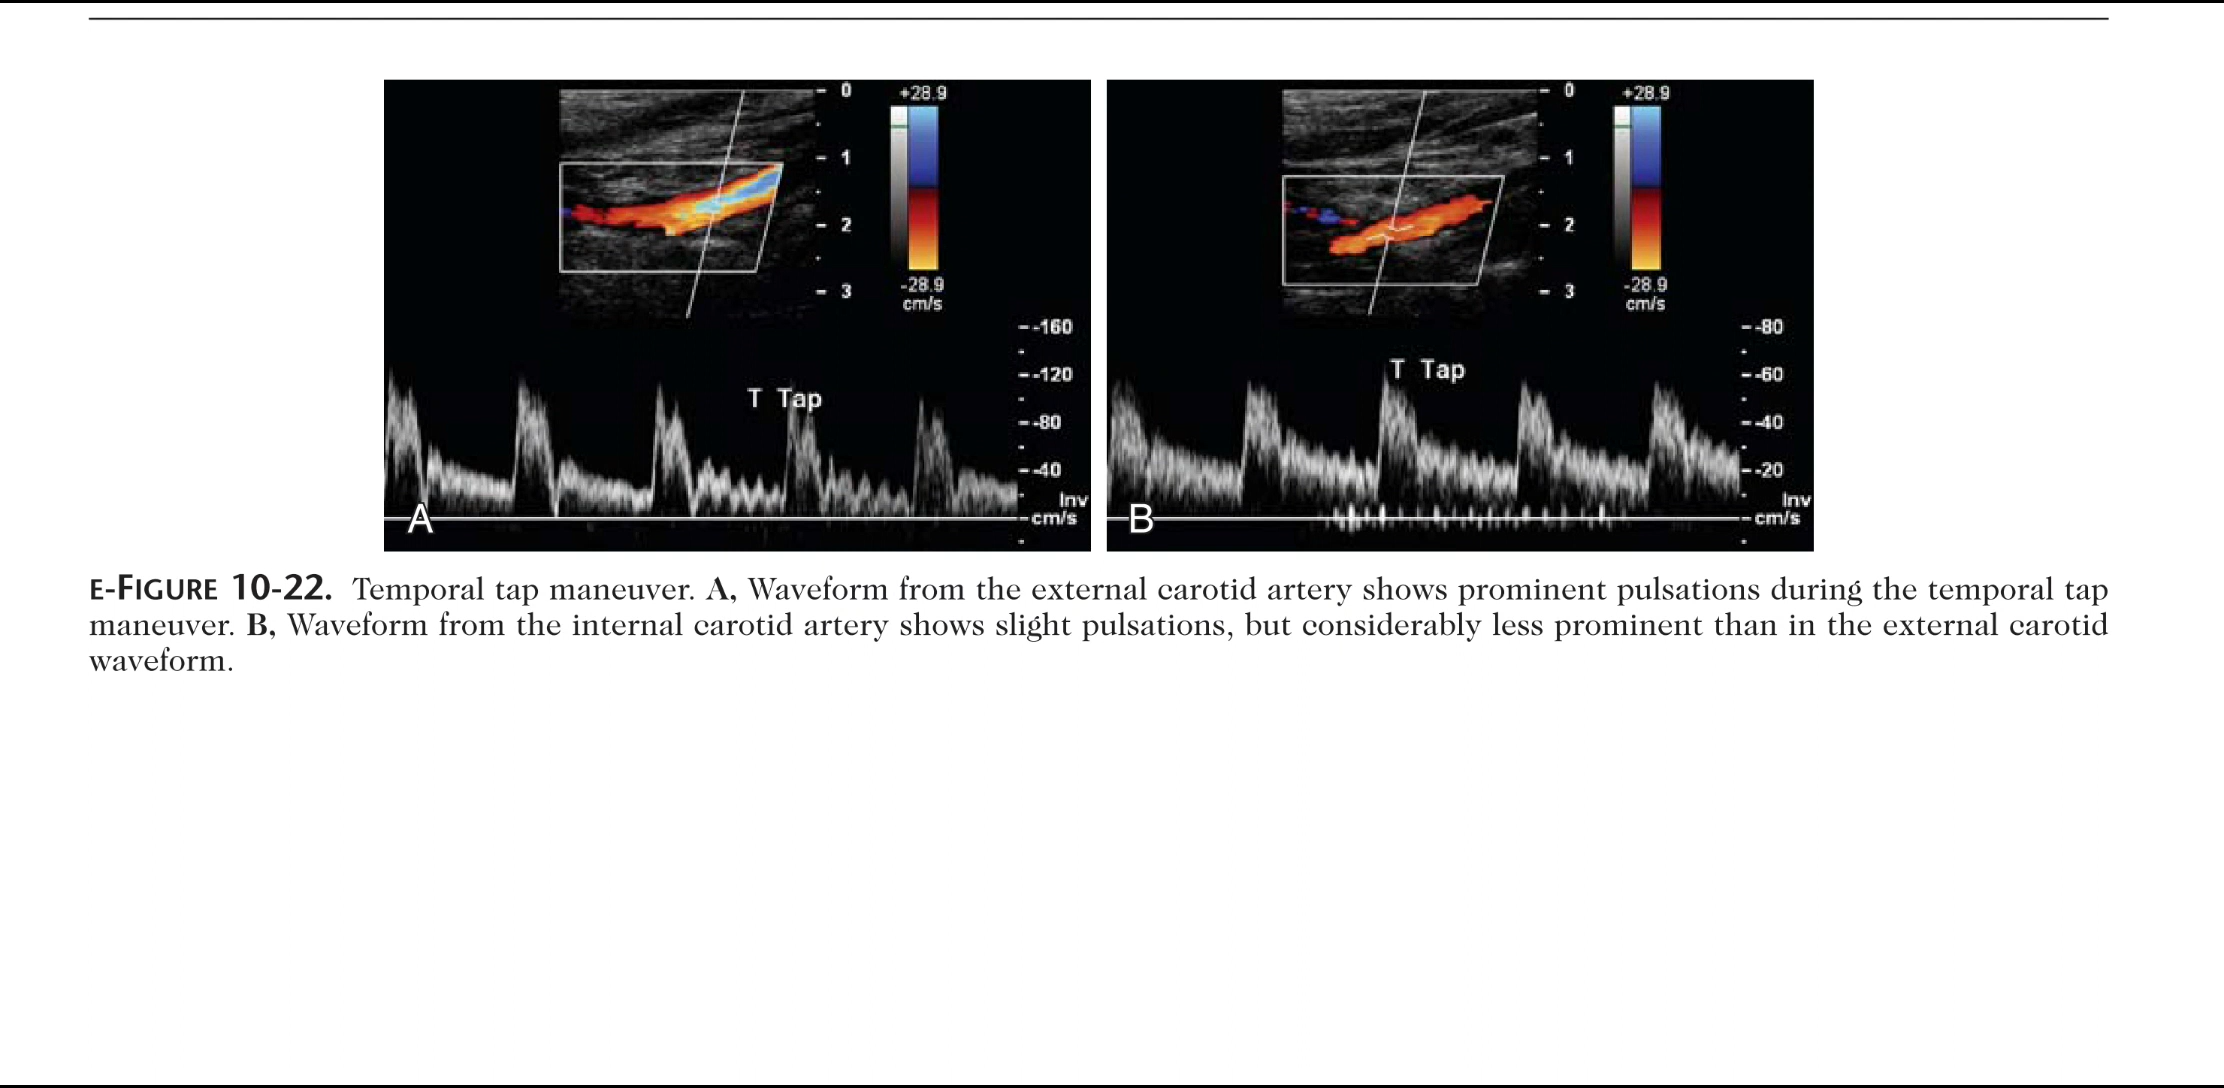 0
1
2
3
+28.9
-28.9
cm/s
-160
-120
T Tap
-80
-40
Inv
cm/s
A
0
1
2
3
+28.9
-28.9
cm/s
-80
T Tap
-60
-40
-20
Inv
cm/s
B
E-FIGURE 10-22. Temporal tap maneuver. A, Waveform from the external carotid artery shows prominent pulsations during the temporal tap
maneuver. B, Waveform from the internal carotid artery shows slight pulsations, but considerably less prominent than in the external carotid
waveform.